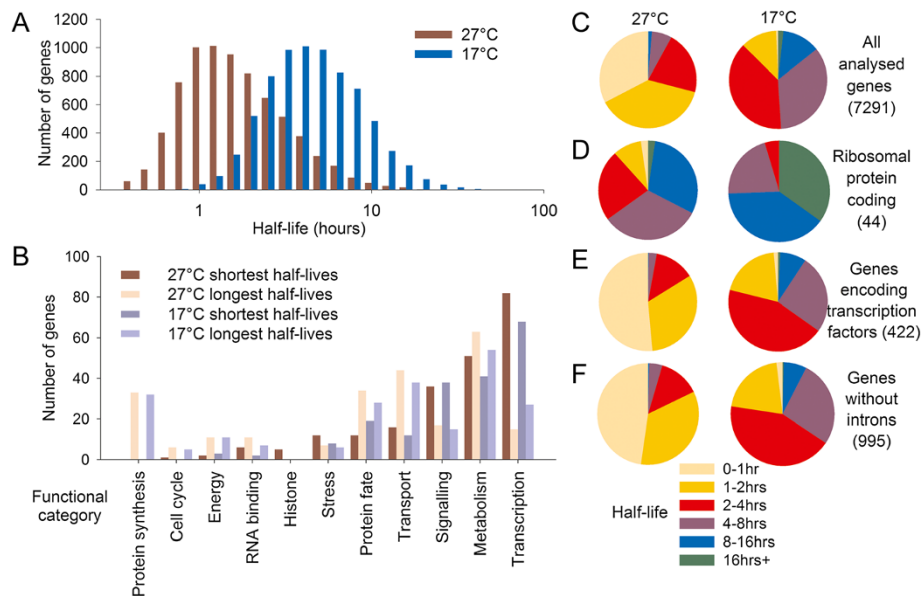 A
Number of genes
1200
1000
800
600
400
200
0
27°C
17°C
1
10
100
Half-life (hours)
B
Number of genes
100
80
60
40
20
0
27°C shortest half-lives
27°C longest half-lives
17°C shortest half-lives
17°C longest half-lives
Functional
category
Protein synthesis
Cell cycle
Energy
RNA binding
Histone
Stress
Protein fate
Transport
Signalling
Metabolism
Transcription
C
27°C
17°C
All
analysed
genes
(7291)
D
Ribosomal
protein
coding
(44)
E
Genes
encoding
transcription
factors (422)
F
Genes
without
introns
(995)
Half-life
0-1hr
1-2hrs
2-4hrs
4-8hrs
8-16hrs
16hrs+